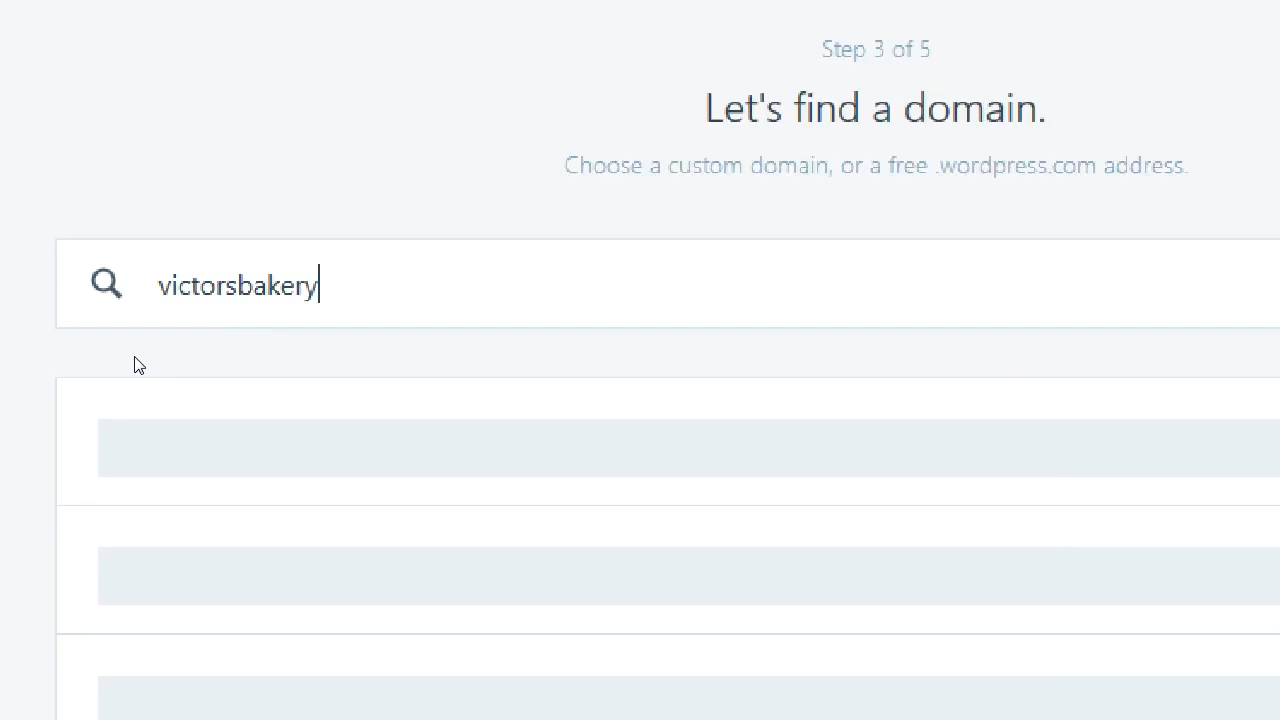 Step 3 of 5
Let's find a domain.
Choose a custom domain, or a free .wordpress.com address.
victorsbakery